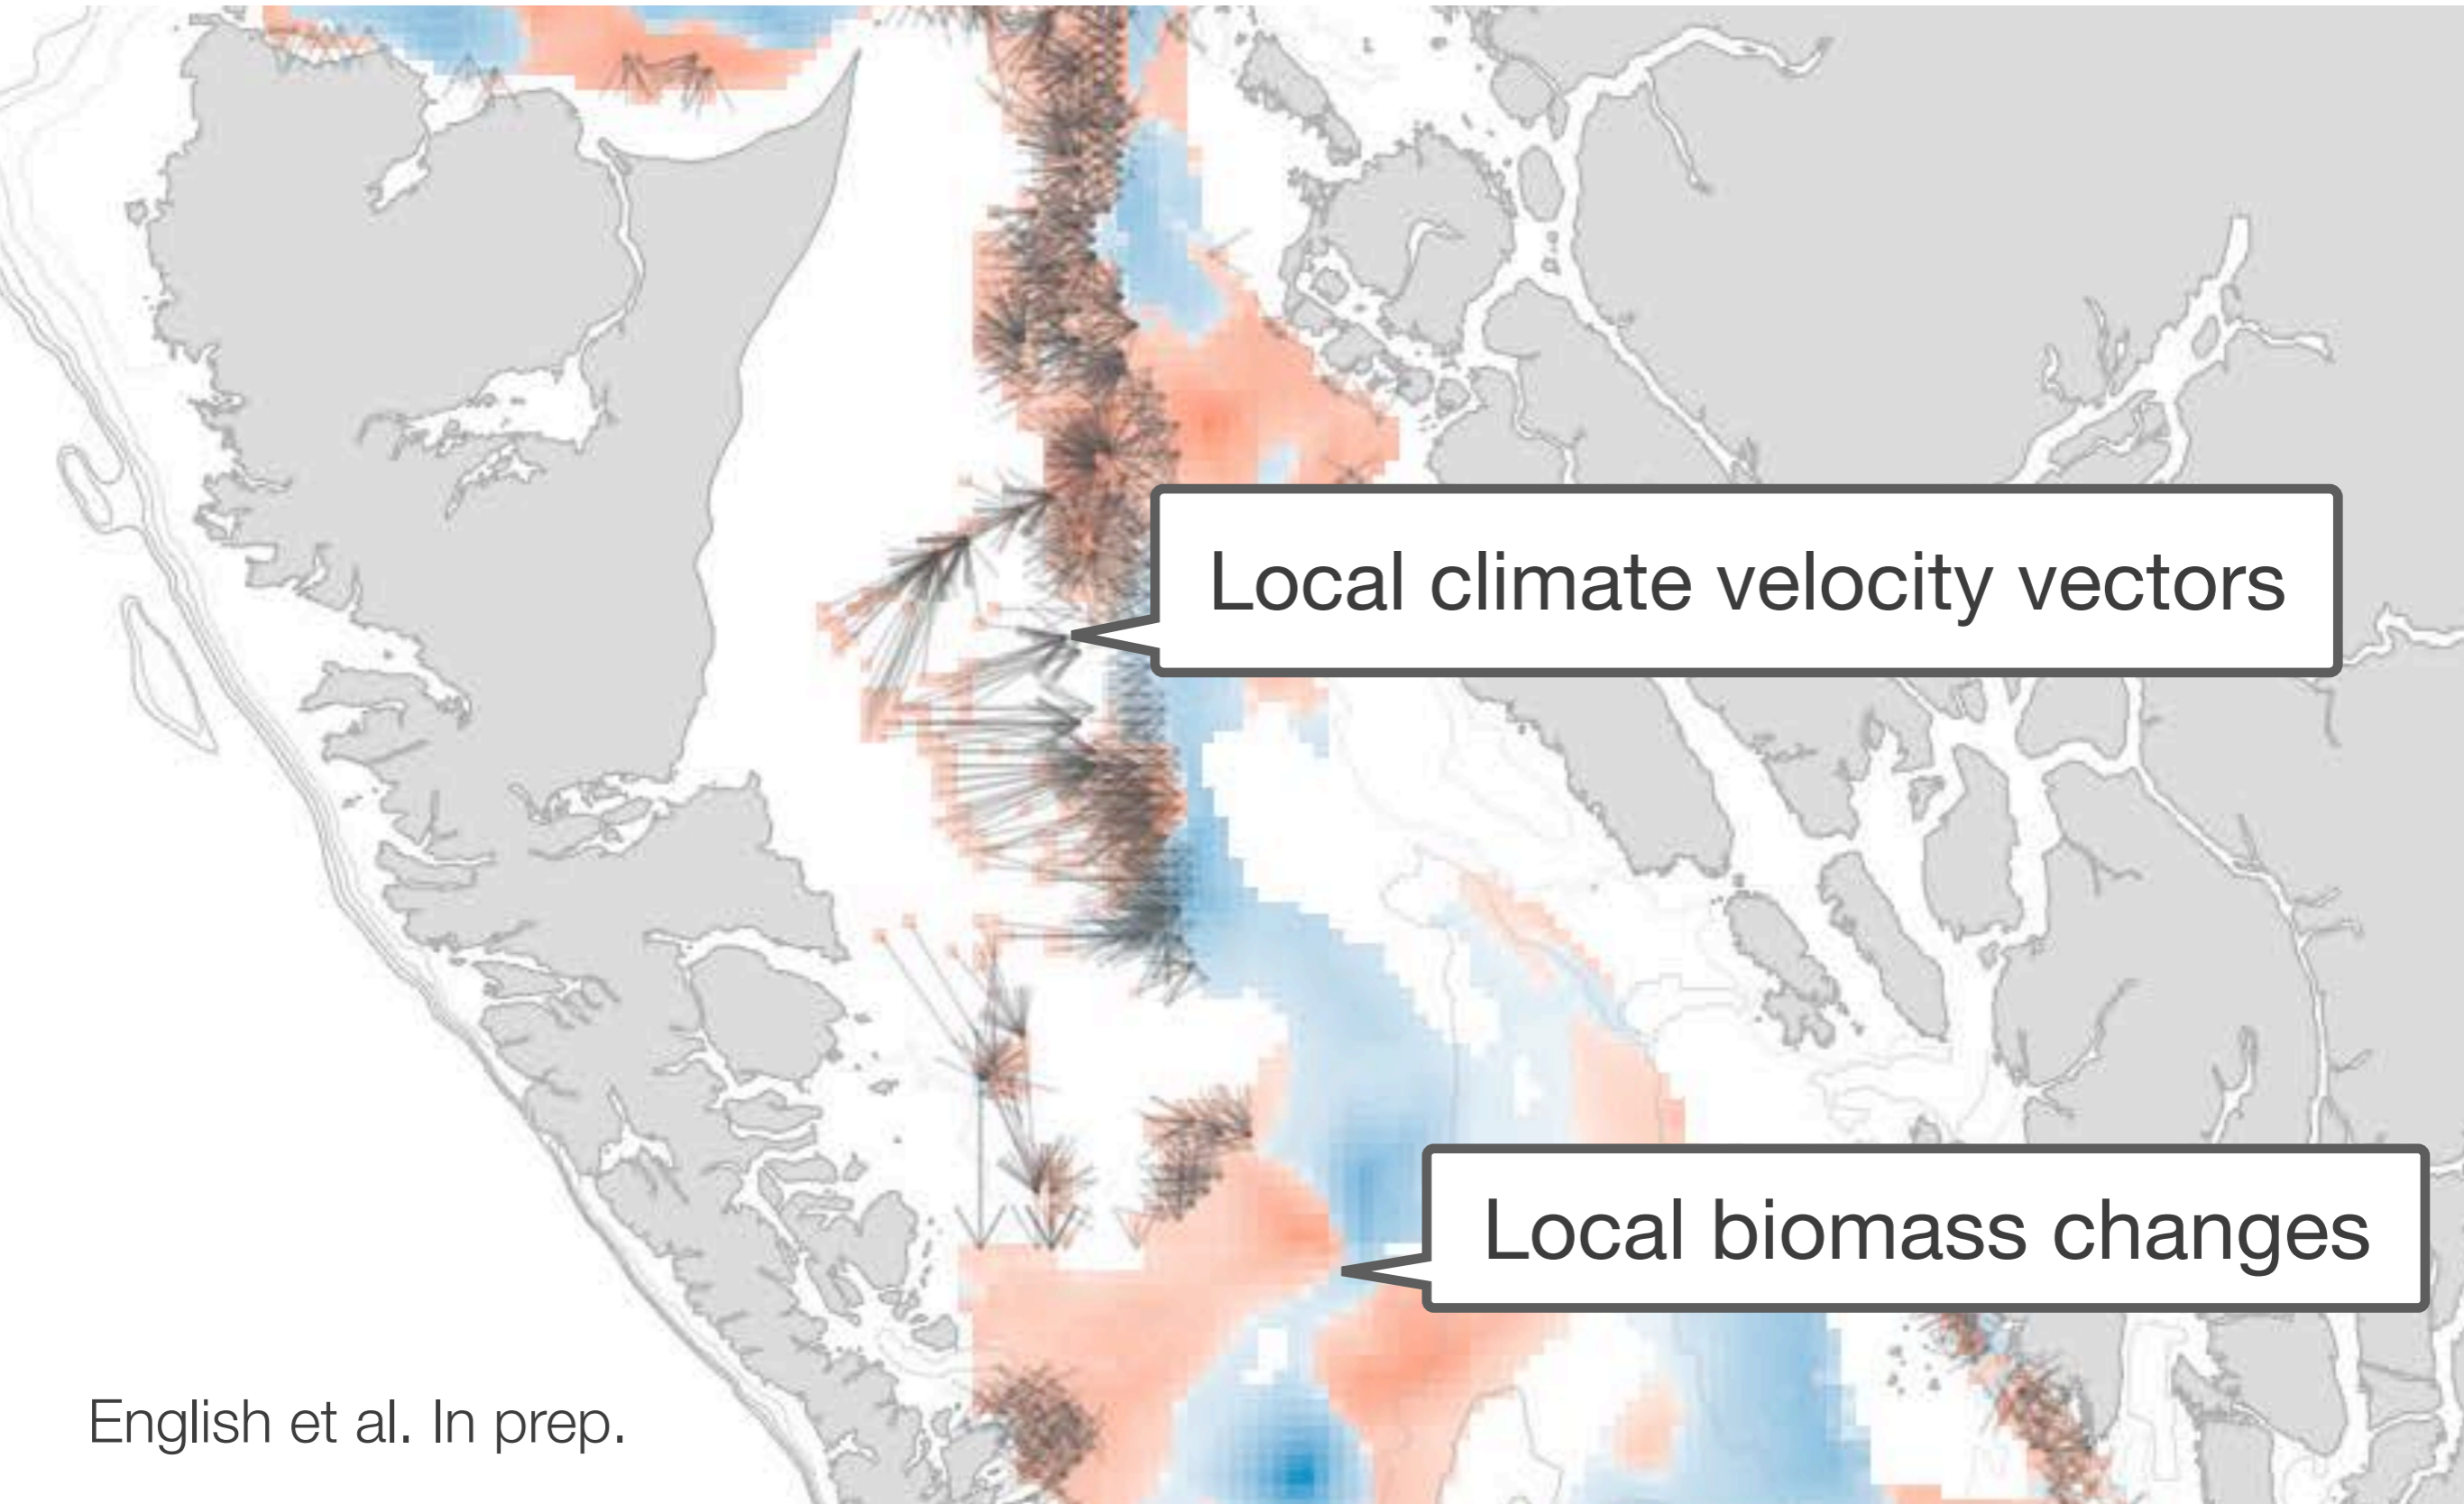 Local climate velocity vectors
Local biomass changes
English et al. In prep.